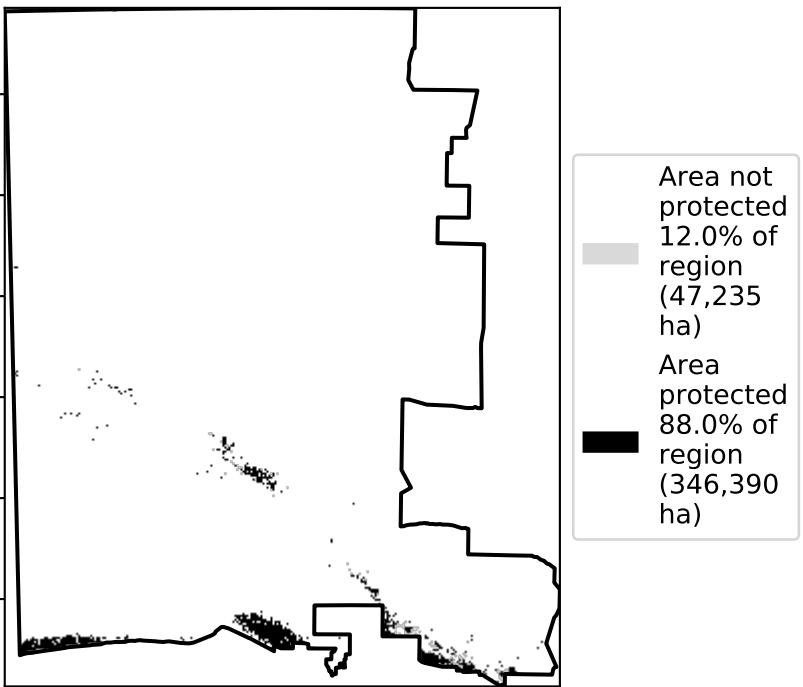 Area not
protected
12.0% of
region
(47,235
ha)
Area
protected
88.0% of
region
(346,390
ha)